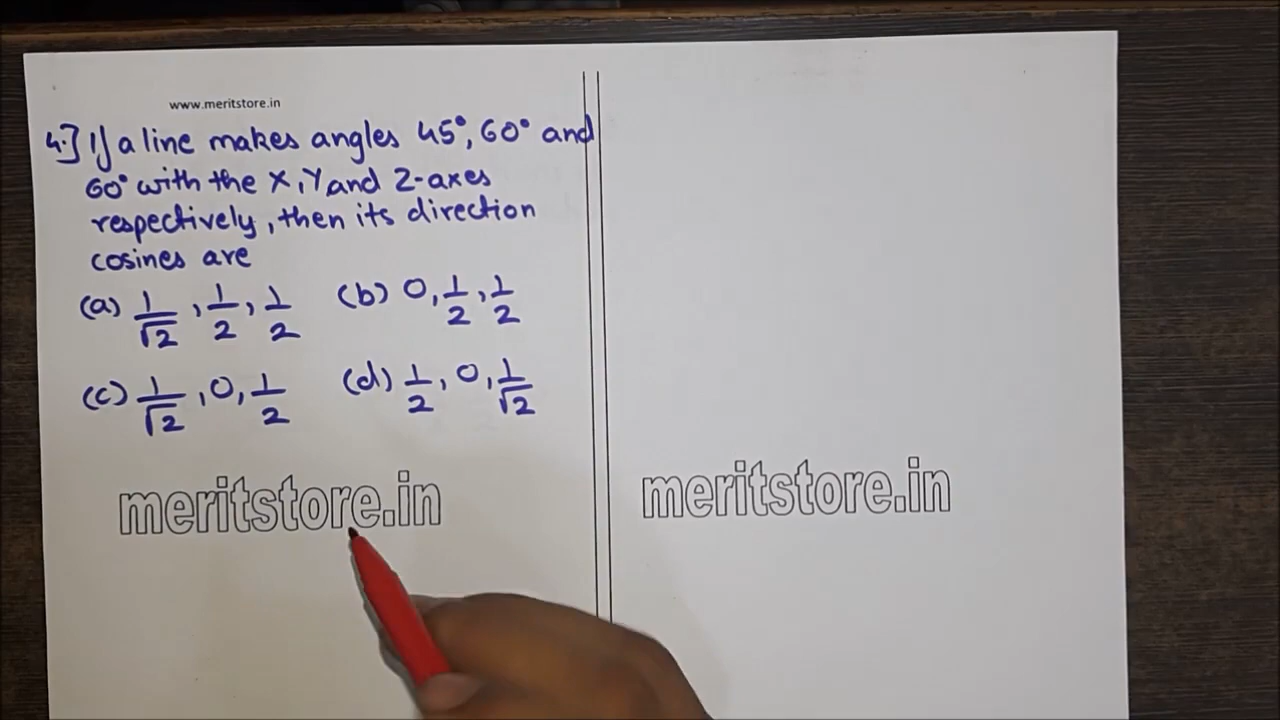 www.meritstore.in
4.] If a line makes angles 45°, 60° and
60° with the X, Y and Z-axes
respectively, then its direction
cosines are
(a) 1/√2, 1/2, 1/2 (b) 0, 1/2, 1/2
(c) 1/√2, 0, 1/2 (d) 1/2, 0, 1/√2
meritstore.in meritstore.in